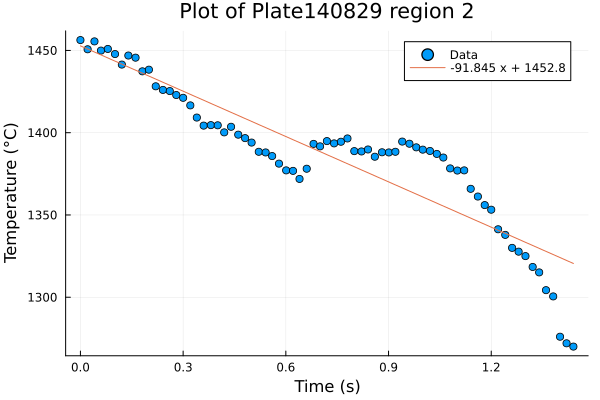 Plot of Plate140829 region 2
Data
-91.845 x + 1452.8
Temperature (°C)
1450
1400
1350
1300
0.0 0.3 0.6 0.9 1.2
Time (s)